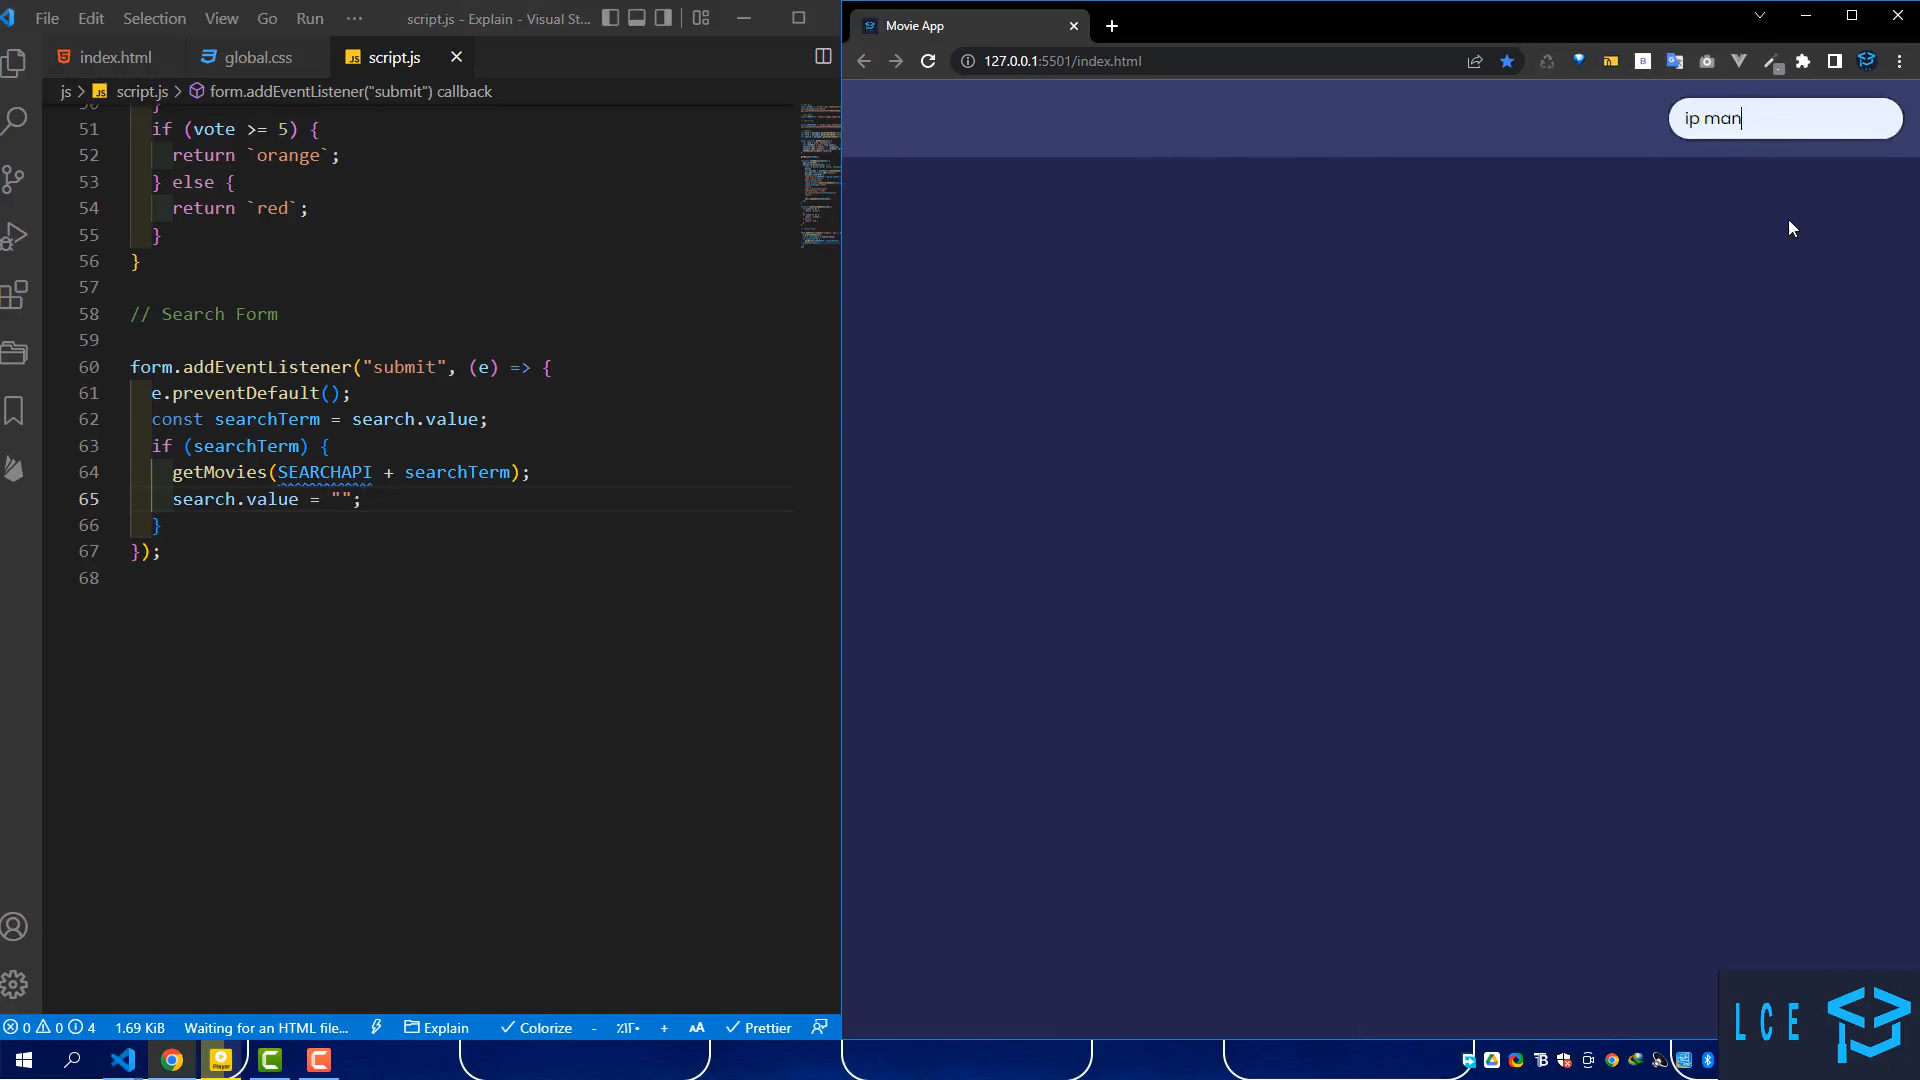 File Edit Selection View Go Run ··· script.js - Explain - Visual St...
index.html global.css JS script.js
js > JS script.js > form.addEventListener("submit") callback
50 }
51 if (vote >= 5) {
52 return `orange`;
53 } else {
54 return `red`;
55 }
56 }
57
58 // Search Form
59
60 form.addEventListener("submit", (e) => {
61 e.preventDefault();
62 const searchTerm = search.value;
63 if (searchTerm) {
64 getMovies(SEARCHAPI + searchTerm);
65 search.value = "";
66 }
67 });
68
0 0 4 1.69 KiB Waiting for an HTML file... Explain Colorize - + Prettier
Movie App
127.0.0.1:5501/index.html
ip man
LCE
Player